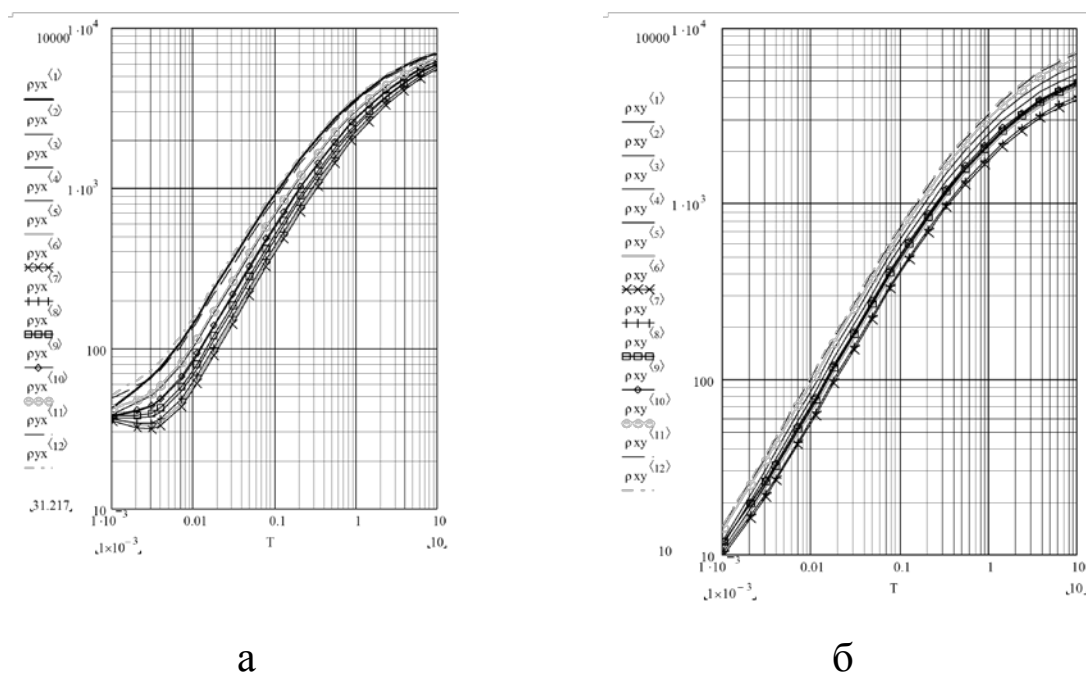 10000
1·10⁴
ρyx⟨1⟩
ρyx⟨2⟩
ρyx⟨3⟩
ρyx⟨4⟩
ρyx⟨5⟩
ρyx⟨6⟩
ρyx⟨7⟩
ρyx⟨8⟩
ρyx⟨9⟩
ρyx⟨10⟩
ρyx⟨11⟩
ρyx⟨12⟩
1·10³
100
31.217
10
1·10⁻³
0.01
0.1
1
10
1×10⁻³
T
10
а
10000
1·10⁴
ρxy⟨1⟩
ρxy⟨2⟩
ρxy⟨3⟩
ρxy⟨4⟩
ρxy⟨5⟩
ρxy⟨6⟩
ρxy⟨7⟩
ρxy⟨8⟩
ρxy⟨9⟩
ρxy⟨10⟩
ρxy⟨11⟩
ρxy⟨12⟩
1·10³
100
10
10
1·10⁻³
0.01
0.1
1
10
1×10⁻³
T
10
б